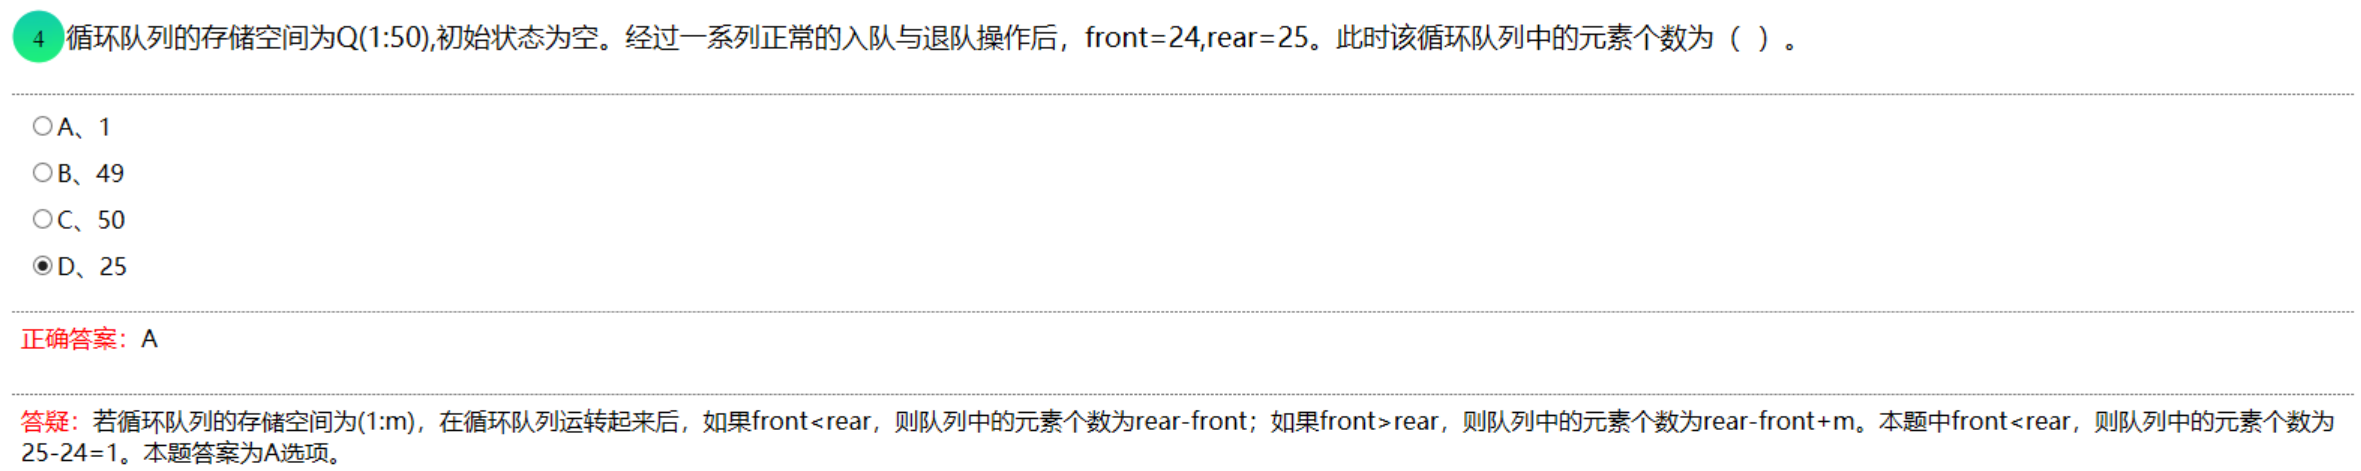 4 循环队列的存储空间为Q(1:50),初始状态为空。经过一系列正常的入队与退队操作后，front=24,rear=25。此时该循环队列中的元素个数为（ ）。
A、1
B、49
C、50
D、25
正确答案：A
答疑：若循环队列的存储空间为(1:m)，在循环队列运转起来后，如果front<rear，则队列中的元素个数为rear-front；如果front>rear，则队列中的元素个数为rear-front+m。本题中front<rear，则队列中的元素个数为
25-24=1。本题答案为A选项。